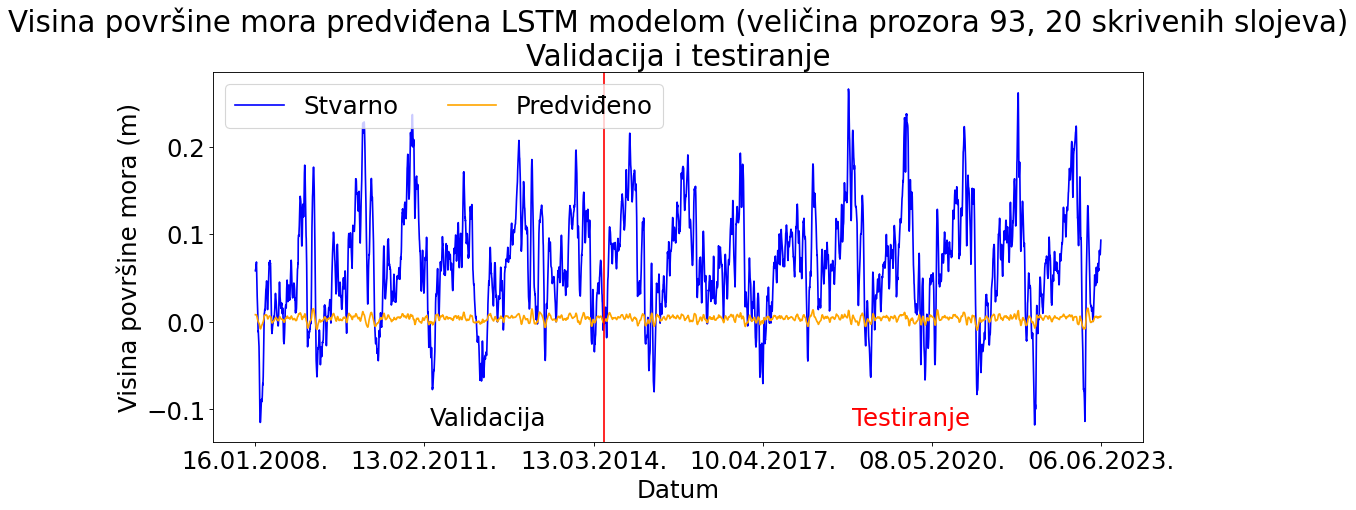 Visina površine mora predviđena LSTM modelom (veličina prozora 93, 20 skrivenih slojeva)
Validacija i testiranje
Stvarno
Predviđeno
Visina površine mora (m)
0.2
0.1
0.0
−0.1
Validacija
Testiranje
16.01.2008.
13.02.2011.
13.03.2014.
10.04.2017.
08.05.2020.
06.06.2023.
Datum